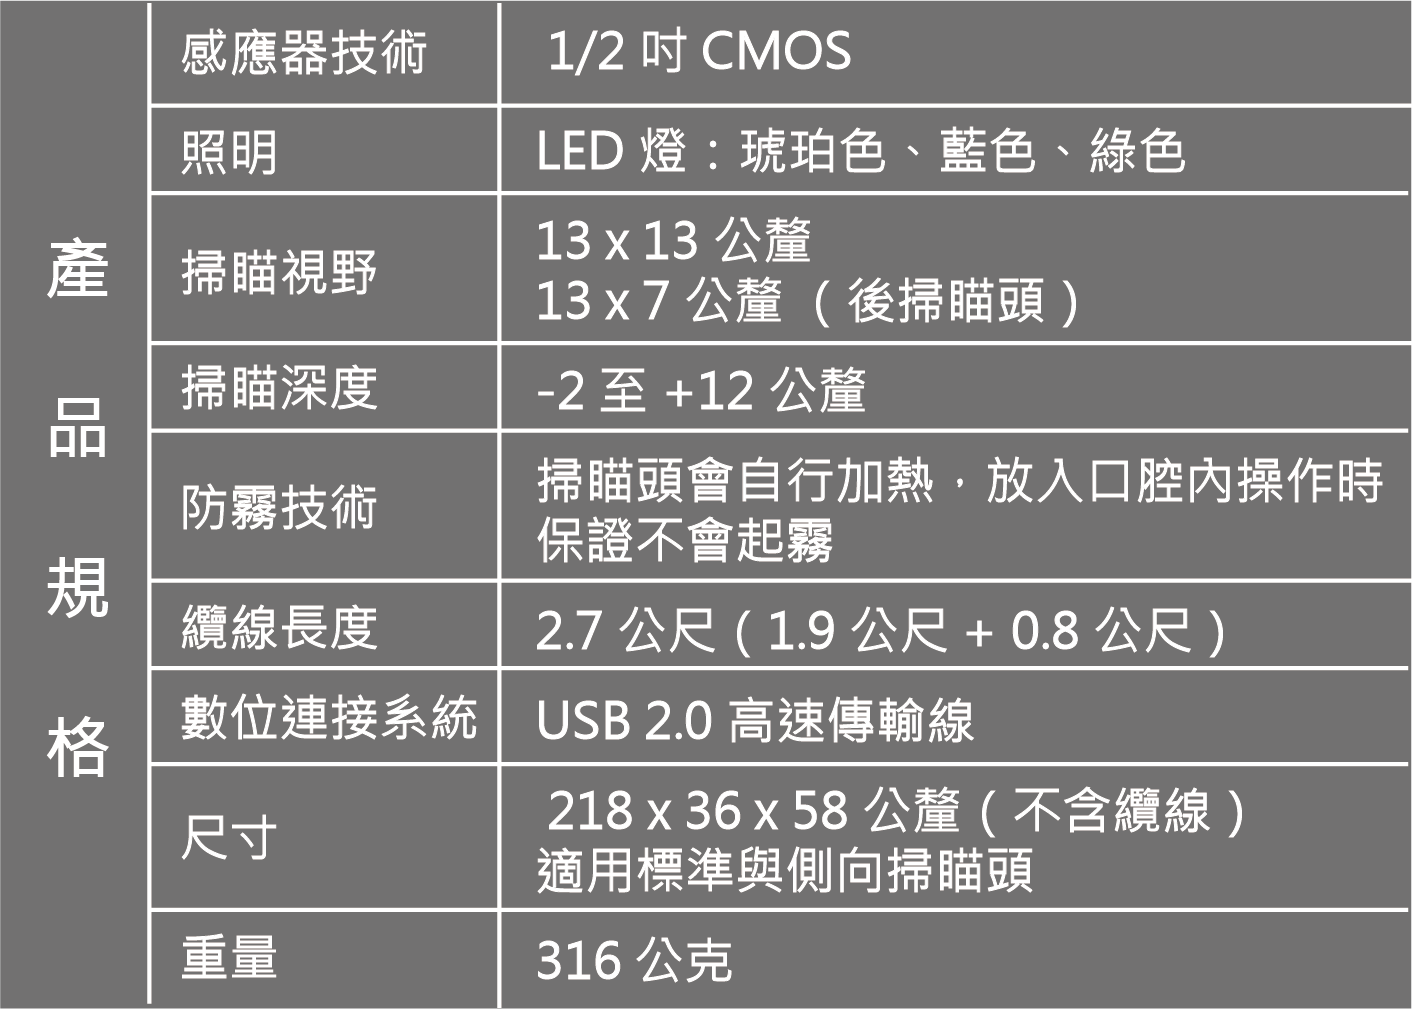 產品規格
感應器技術 1/2 吋 CMOS
照明 LED 燈：琥珀色、藍色、綠色
掃瞄視野 13 x 13 公釐
13 x 7 公釐 （後掃瞄頭）
掃瞄深度 -2 至 +12 公釐
防霧技術 掃瞄頭會自行加熱，放入口腔內操作時
保證不會起霧
纜線長度 2.7 公尺（1.9 公尺 + 0.8 公尺）
數位連接系統 USB 2.0 高速傳輸線
尺寸 218 x 36 x 58 公釐（不含纜線）
適用標準與側向掃瞄頭
重量 316 公克